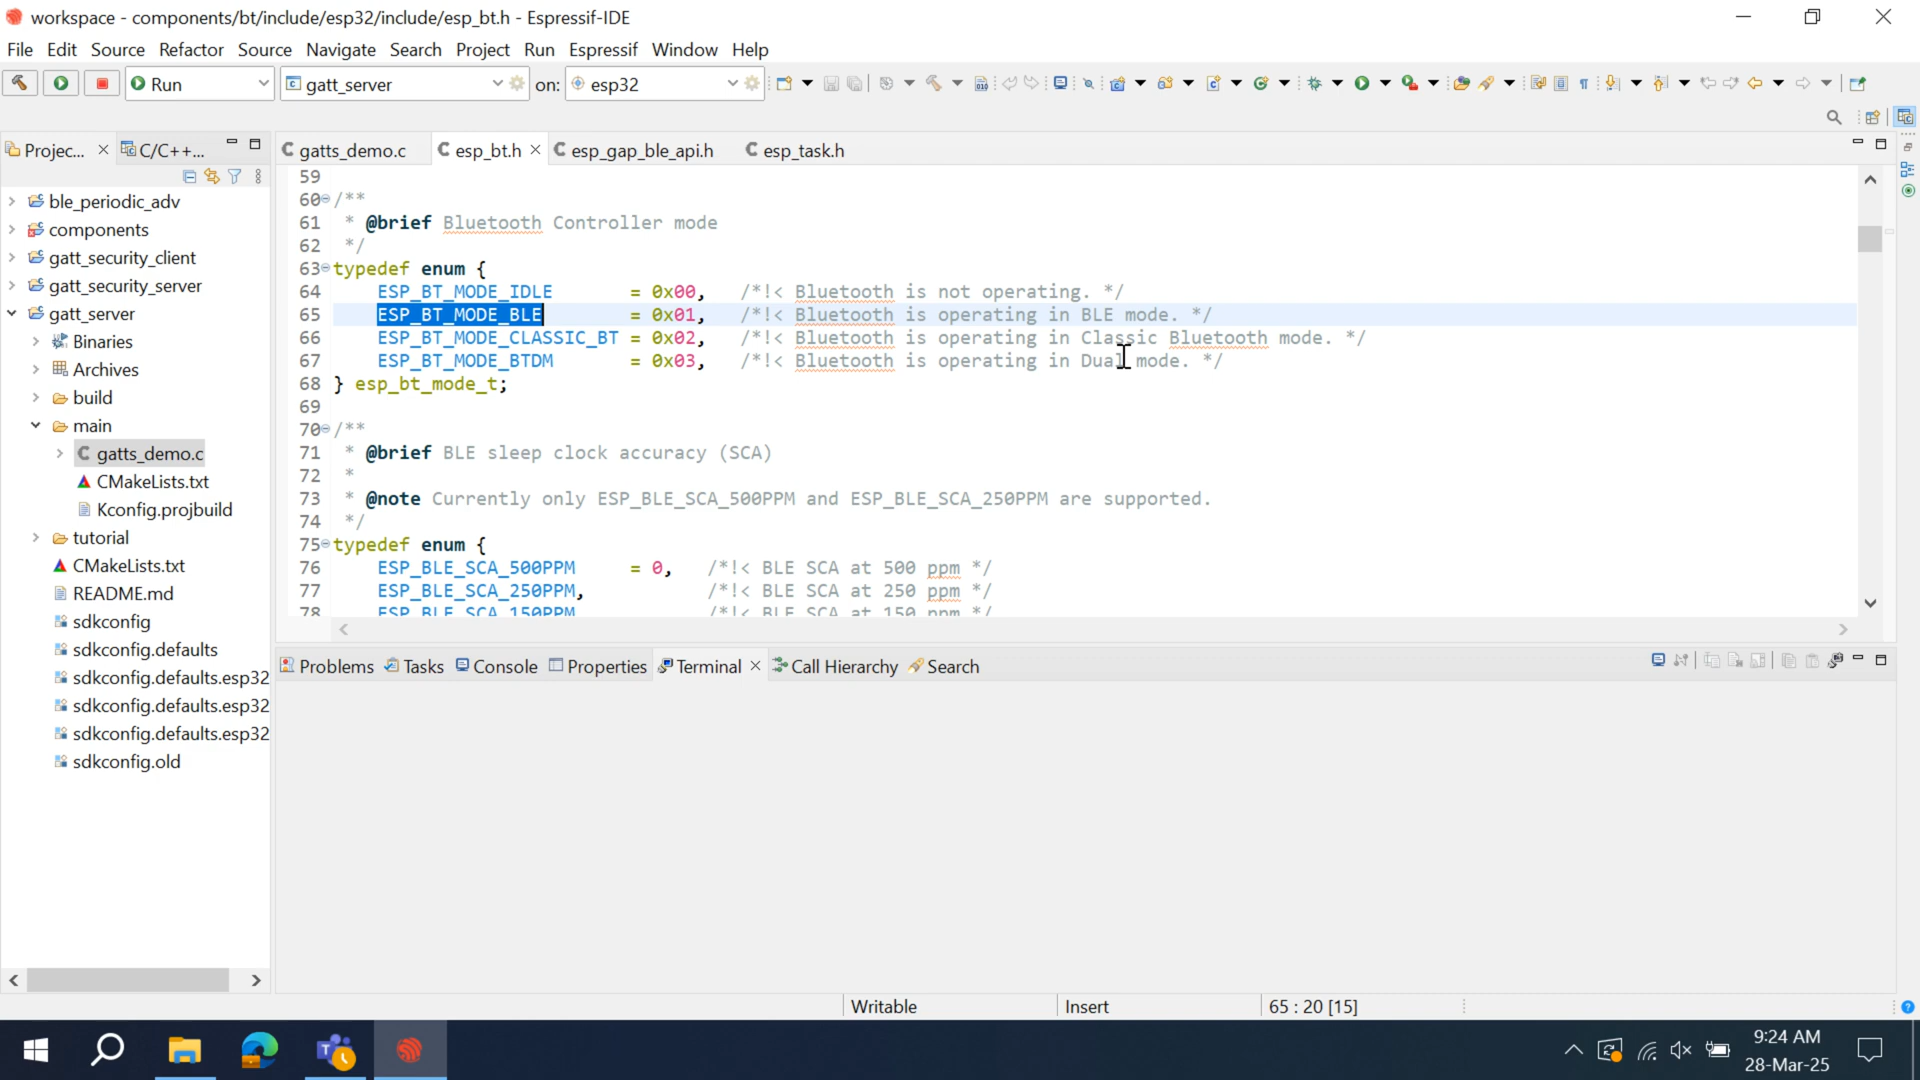 workspace - components/bt/include/esp32/include/esp_bt.h - Espressif-IDE
File Edit Source Refactor Source Navigate Search Project Run Espressif Window Help
Run gatt_server on: esp32
Projec... C/C++...
gatts_demo.c esp_bt.h esp_gap_ble_api.h esp_task.h
ble_periodic_adv
components
gatt_security_client
gatt_security_server
gatt_server
Binaries
Archives
build
main
gatts_demo.c
CMakeLists.txt
Kconfig.projbuild
tutorial
CMakeLists.txt
README.md
sdkconfig
sdkconfig.defaults
sdkconfig.defaults.esp32
sdkconfig.defaults.esp32
sdkconfig.defaults.esp32
sdkconfig.old
59
60 /**
61 * @brief Bluetooth Controller mode
62 */
63 typedef enum {
64 ESP_BT_MODE_IDLE = 0x00, /*!< Bluetooth is not operating. */
65 ESP_BT_MODE_BLE = 0x01, /*!< Bluetooth is operating in BLE mode. */
66 ESP_BT_MODE_CLASSIC_BT = 0x02, /*!< Bluetooth is operating in Classic Bluetooth mode. */
67 ESP_BT_MODE_BTDM = 0x03, /*!< Bluetooth is operating in Dual mode. */
68 } esp_bt_mode_t;
69
70 /**
71 * @brief BLE sleep clock accuracy (SCA)
72 *
73 * @note Currently only ESP_BLE_SCA_500PPM and ESP_BLE_SCA_250PPM are supported.
74 */
75 typedef enum {
76 ESP_BLE_SCA_500PPM = 0, /*!< BLE SCA at 500 ppm */
77 ESP_BLE_SCA_250PPM, /*!< BLE SCA at 250 ppm */
78 ESP_BLE_SCA_150PPM /*!< BLE SCA at 150 ppm */
Problems Tasks Console Properties Terminal Call Hierarchy Search
Writable Insert 65 : 20 [15]
9:24 AM
28-Mar-25